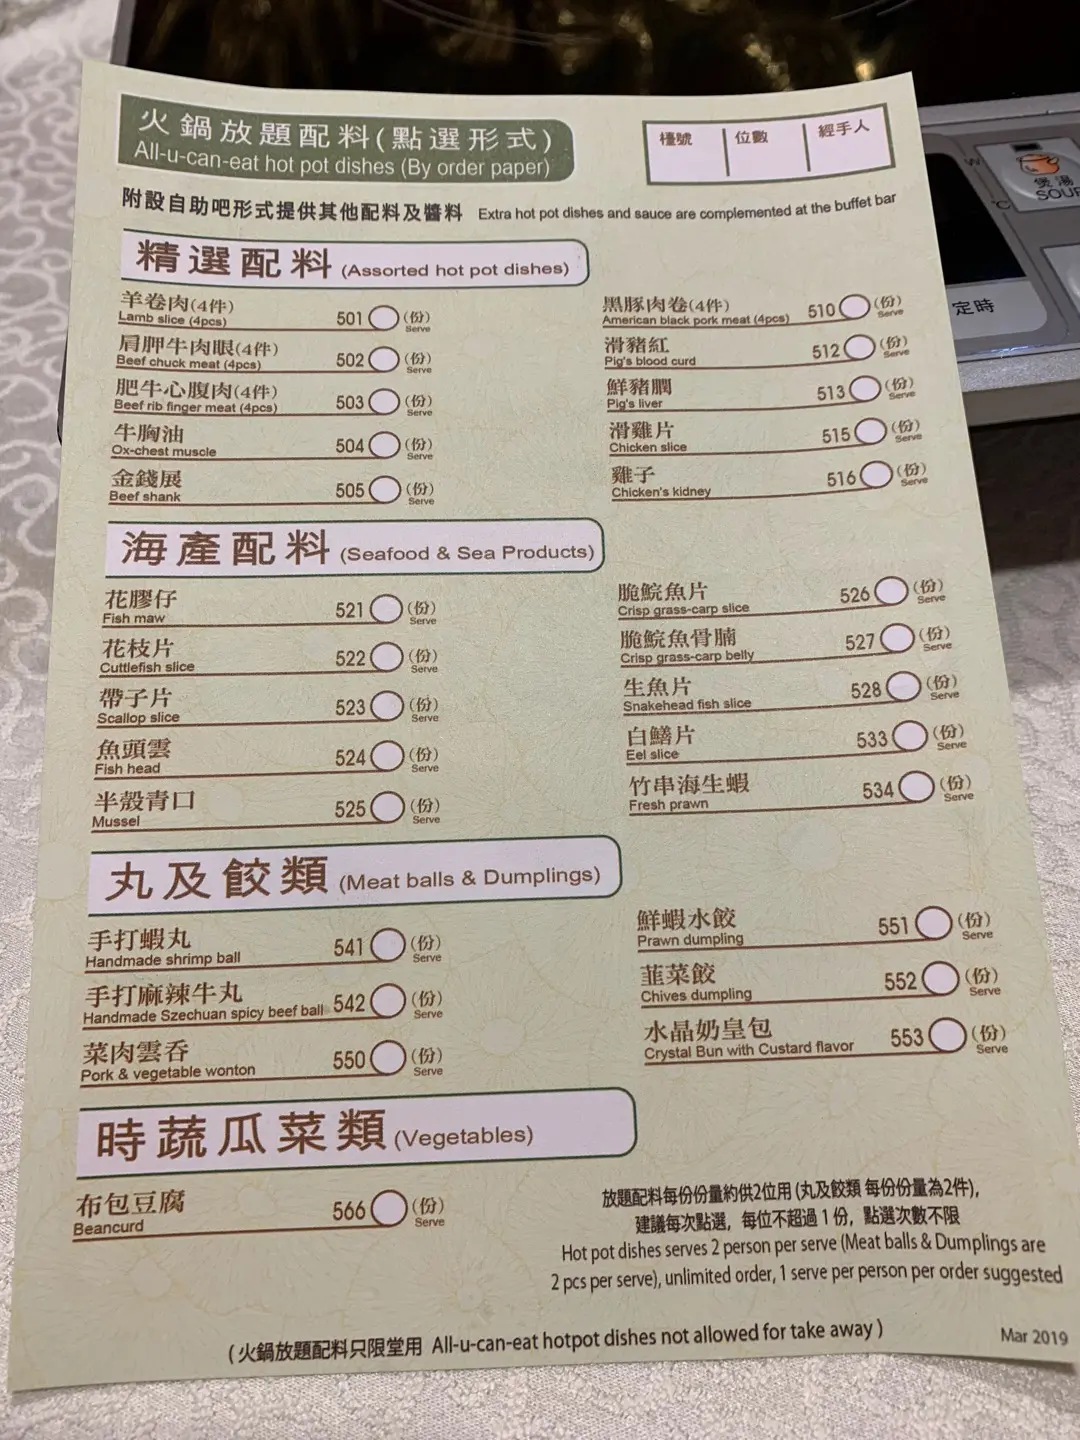 火鍋放題配料(點選形式)
All-u-can-eat hot pot dishes (By order paper)
檯號 位數 經手人
附設自助吧形式提供其他配料及醬料 Extra hot pot dishes and sauce are complemented at the buffet bar
精選配料 (Assorted hot pot dishes)
羊卷肉(4件) 501 (份)
Lamb slice (4pcs) Serve
肩胛牛肉眼(4件) 502 (份)
Beef chuck meat (4pcs) Serve
肥牛心腹肉(4件) 503 (份)
Beef rib finger meat (4pcs) Serve
牛胸油 504 (份)
Ox-chest muscle Serve
金錢展 505 (份)
Beef shank Serve
黑豚肉卷(4件) 510 (份)
American black pork meat (4pcs) Serve
滑豬紅 512 (份)
Pig's blood curd Serve
鮮豬膶 513 (份)
Pig's liver Serve
滑雞片 515 (份)
Chicken slice Serve
雞子 516 (份)
Chicken's kidney Serve
海產配料 (Seafood & Sea Products)
花膠仔 521 (份)
Fish maw Serve
花枝片 522 (份)
Cuttlefish slice Serve
帶子片 523 (份)
Scallop slice Serve
魚頭雲 524 (份)
Fish head Serve
半殼青口 525 (份)
Mussel Serve
脆鯇魚片 526 (份)
Crisp grass-carp slice Serve
脆鯇魚骨腩 527 (份)
Crisp grass-carp belly Serve
生魚片 528 (份)
Snakehead fish slice Serve
白鱔片 533 (份)
Eel slice Serve
竹串海生蝦 534 (份)
Fresh prawn Serve
丸及餃類 (Meat balls & Dumplings)
手打蝦丸 541 (份)
Handmade shrimp ball Serve
手打麻辣牛丸 542 (份)
Handmade Szechuan spicy beef ball Serve
菜肉雲吞 550 (份)
Pork & vegetable wonton Serve
鮮蝦水餃 551 (份)
Prawn dumpling Serve
韮菜餃 552 (份)
Chives dumpling Serve
水晶奶皇包 553 (份)
Crystal Bun with Custard flavor Serve
時蔬瓜菜類 (Vegetables)
布包豆腐 566 (份)
Beancurd Serve
放題配料每份份量約供2位用 (丸及餃類 每份份量為2件),
建議每次點選，每位不超過1份，點選次數不限
Hot pot dishes serves 2 person per serve (Meat balls & Dumplings are
2 pcs per serve), unlimited order, 1 serve per person per order suggested
(火鍋放題配料只限堂用 All-u-can-eat hotpot dishes not allowed for take away)
Mar 2019
煲湯
SOU
定時
W
°C